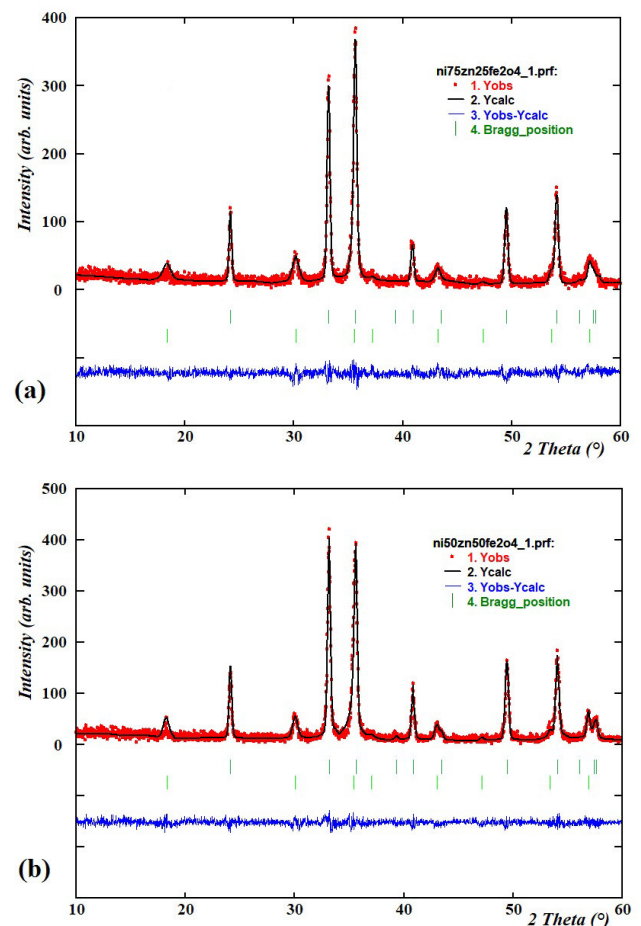 400
300
200
100
0
Intensity (arb. units)
ni75zn25fe2o4_1.prf:
1. Yobs
2. Ycalc
3. Yobs-Ycalc
4. Bragg_position
(a)
10 20 30 40 50 60
2 Theta (°)
500
400
300
200
100
0
Intensity (arb. units)
ni50zn50fe2o4_1.prf:
1. Yobs
2. Ycalc
3. Yobs-Ycalc
4. Bragg_position
(b)
10 20 30 40 50 60
2 Theta (°)